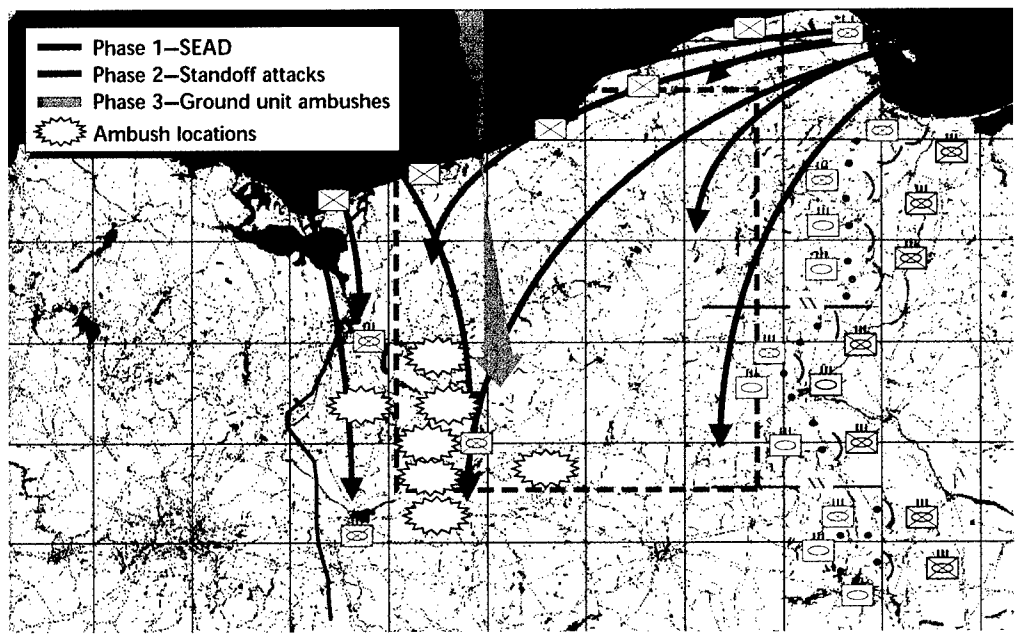 Phase 1—SEAD
Phase 2—Standoff attacks
Phase 3—Ground unit ambushes
Ambush locations